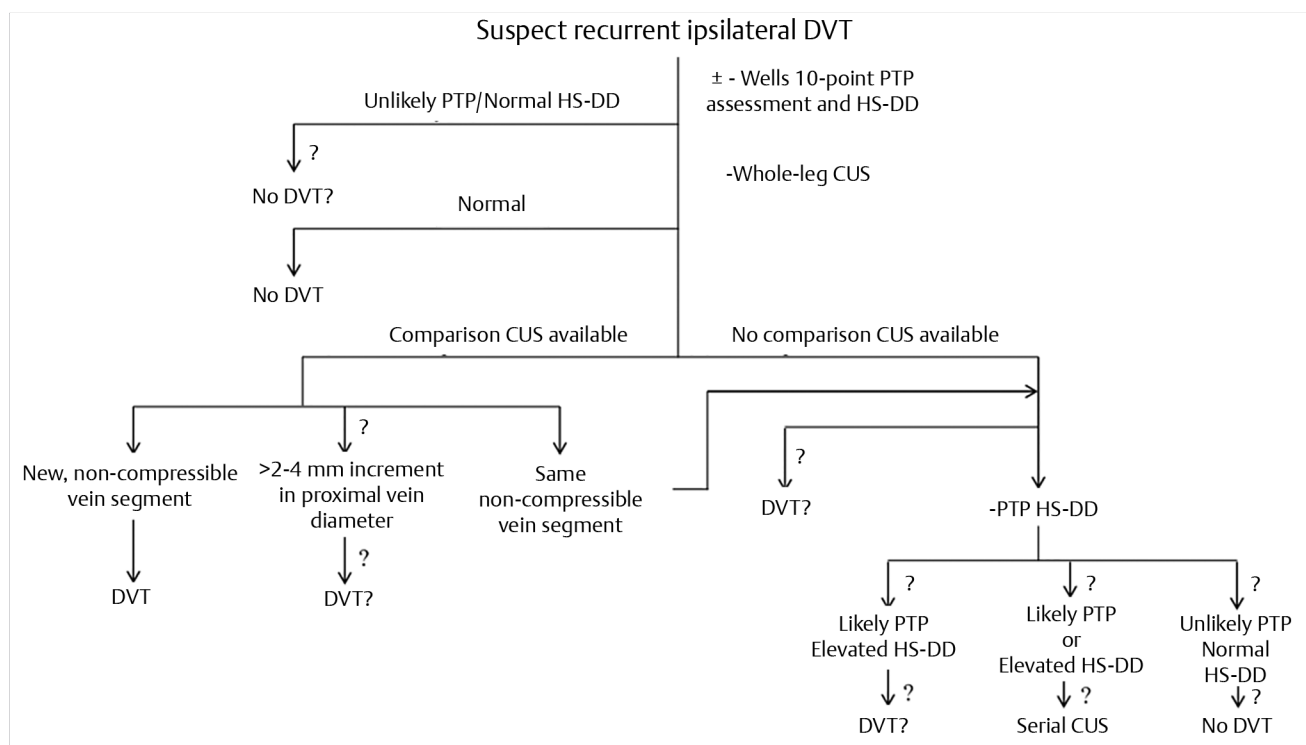 Suspect recurrent ipsilateral DVT
± - Wells 10-point PTP
assessment and HS-DD
Unlikely PTP/Normal HS-DD
?
-Whole-leg CUS
No DVT?
Normal
No DVT
Comparison CUS available
No comparison CUS available
?
New, non-compressible
vein segment
>2-4 mm increment
in proximal vein
diameter
Same
non-compressible
vein segment
?
DVT?
-PTP HS-DD
?
DVT
DVT?
?
?
?
Likely PTP
Elevated HS-DD
Likely PTP
or
Elevated HS-DD
Unlikely PTP
Normal
HS-DD
?
?
?
DVT?
Serial CUS
No DVT